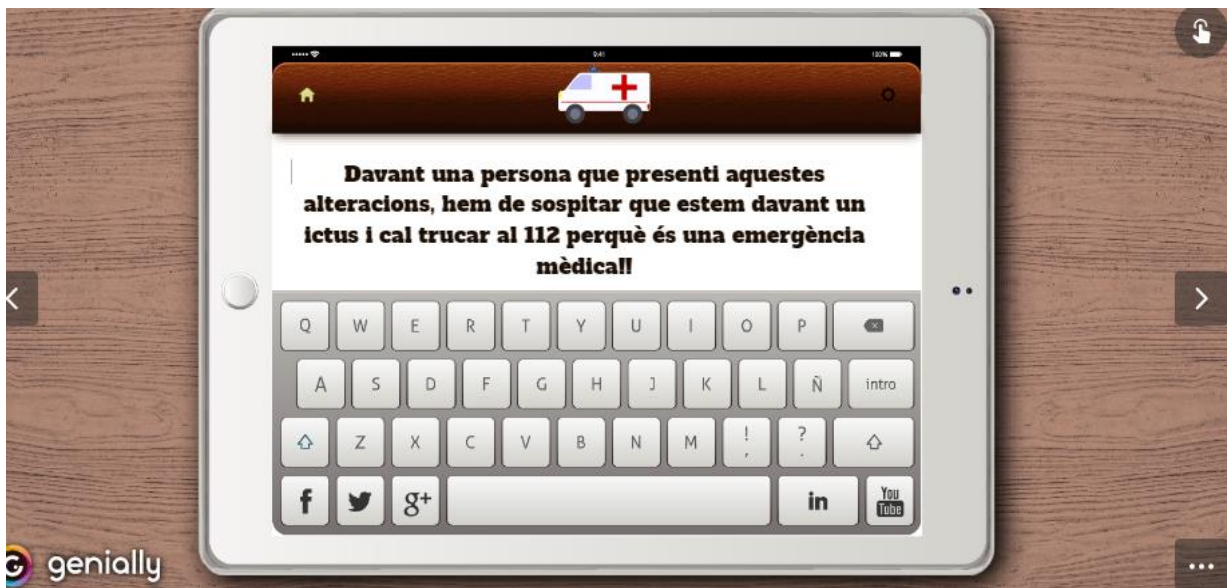 9:41
100%
Davant una persona que presenti aquestes
alteracions, hem de sospitar que estem davant un
ictus i cal trucar al 112 perquè és una emergència
mèdica!!
Q W E R T Y U I O P
A S D F G H J K L Ñ intro
Z X C V B N M ! , ? .
f g+ in You Tube
G genially